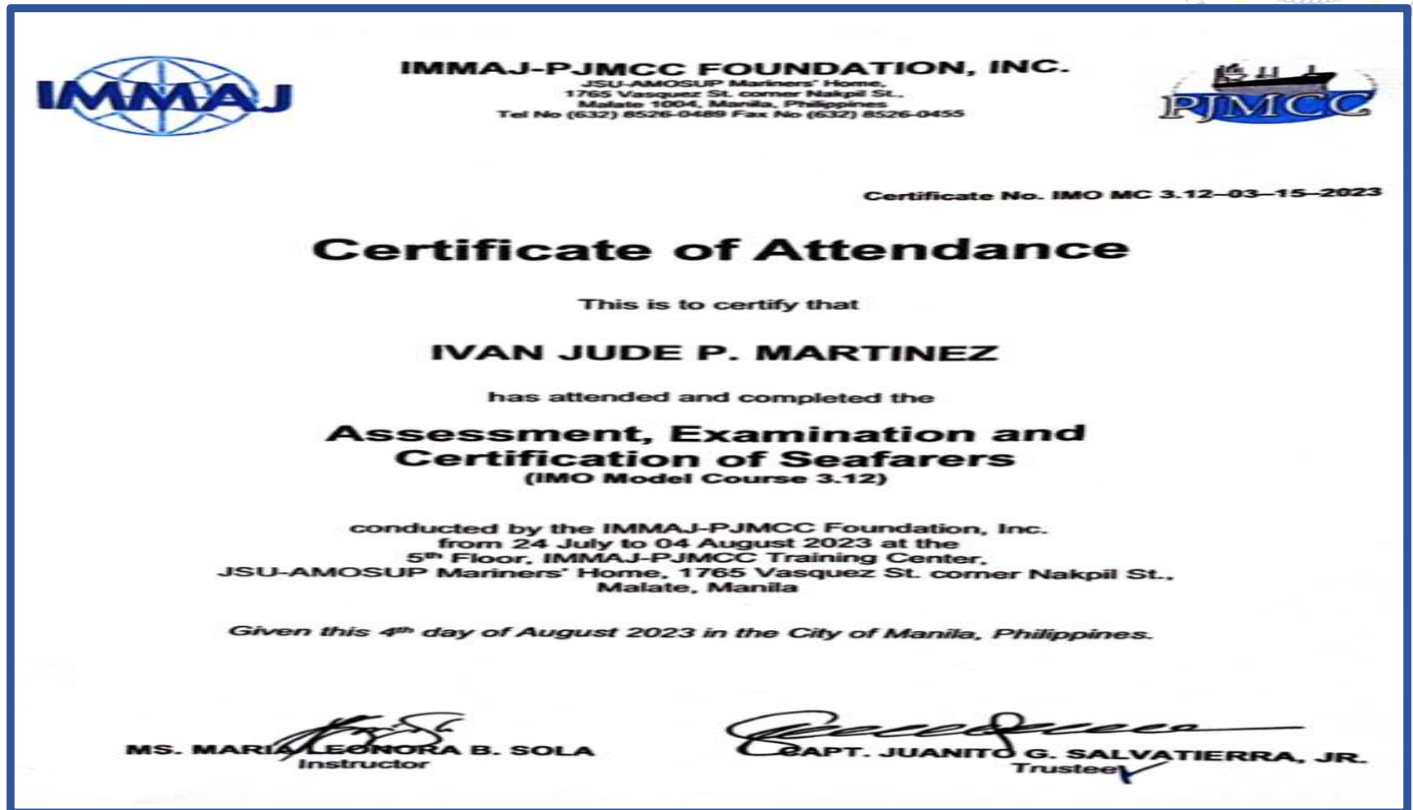 IMMAJ
IMMAJ-PJMCC FOUNDATION, INC.
JSU-AMOSUP Mariners' Home,
1765 Vasquez St. corner Nakpil St.,
Malate 1004, Manila, Philippines
Tel No (632) 8526-0489 Fax No (632) 8526-0455
PJMCC
Certificate No. IMO MC 3.12–03–15–2023
Certificate of Attendance
This is to certify that
IVAN JUDE P. MARTINEZ
has attended and completed the
Assessment, Examination and
Certification of Seafarers
(IMO Model Course 3.12)
conducted by the IMMAJ-PJMCC Foundation, Inc.
from 24 July to 04 August 2023 at the
5th Floor, IMMAJ-PJMCC Training Center,
JSU-AMOSUP Mariners' Home, 1765 Vasquez St. corner Nakpil St.,
Malate, Manila
Given this 4th day of August 2023 in the City of Manila, Philippines.
MS. MARIA LEONORA B. SOLA
Instructor
CAPT. JUANITO G. SALVATIERRA, JR.
Trustee